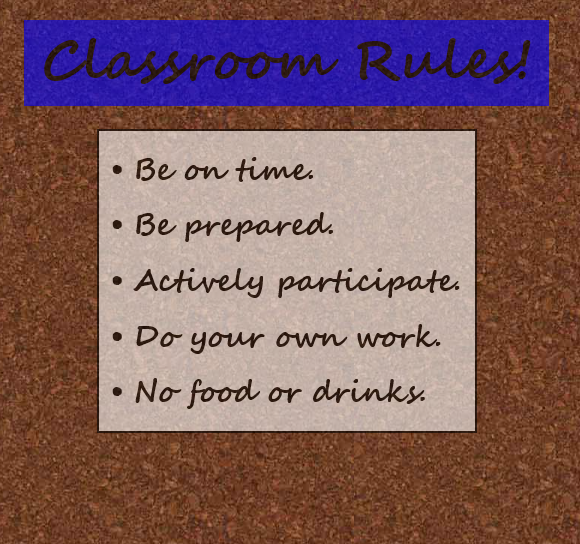 Classroom Rules!
• Be on time.
• Be prepared.
• Actively participate.
• Do your own work.
• No food or drinks.